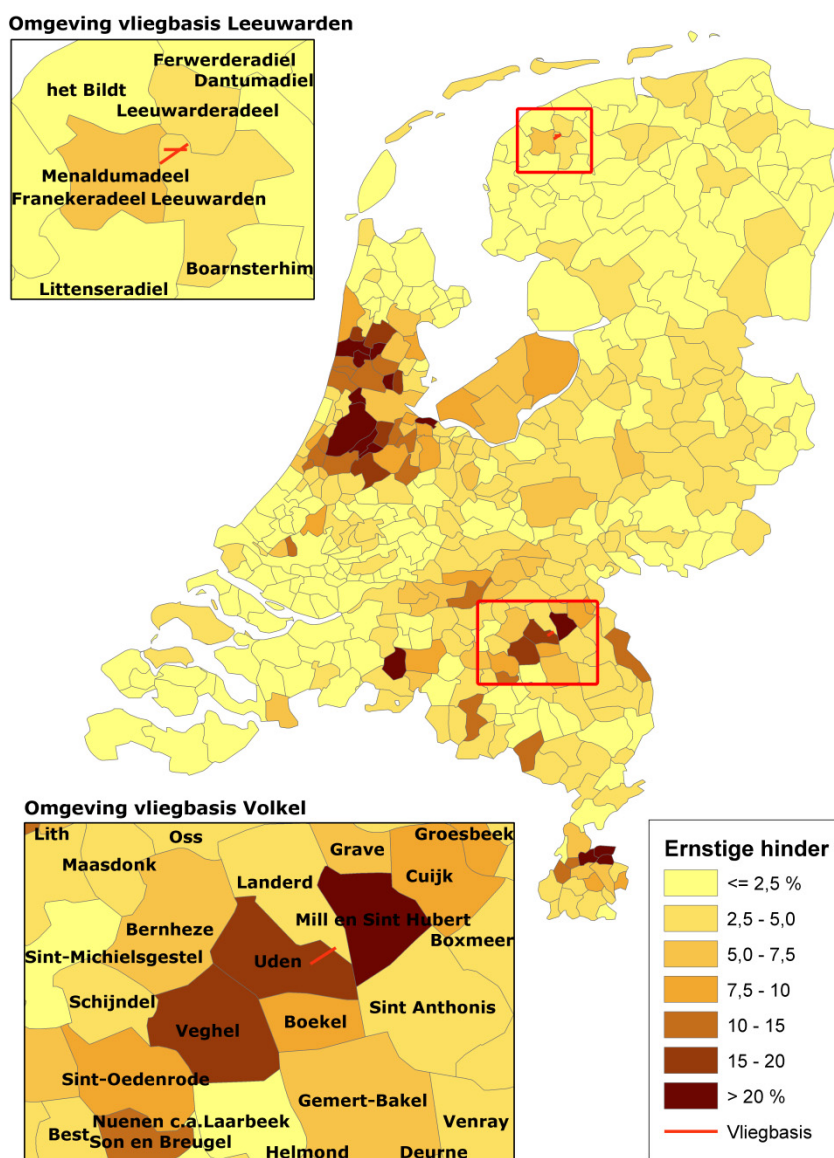 Omgeving vliegbasis Leeuwarden
Ferwerderadiel
Dantumadiel
het Bildt
Leeuwarderadeel
Menaldumadeel
Franekeradeel Leeuwarden
Boarnsterhim
Littenseradiel
Omgeving vliegbasis Volkel
Lith
Oss
Grave
Groesbeek
Maasdonk
Landerd
Cuijk
Mill en Sint Hubert
Bernheze
Boxmeer
Sint-Michielsgestel
Uden
Schijndel
Sint Anthonis
Veghel
Boekel
Sint-Oedenrode
Gemert-Bakel
Nuenen c.a.
Laarbeek
Venray
Best
Son en Breugel
Helmond
Deurne
Ernstige hinder
<= 2,5 %
2,5 - 5,0
5,0 - 7,5
7,5 - 10
10 - 15
15 - 20
> 20 %
Vliegbasis